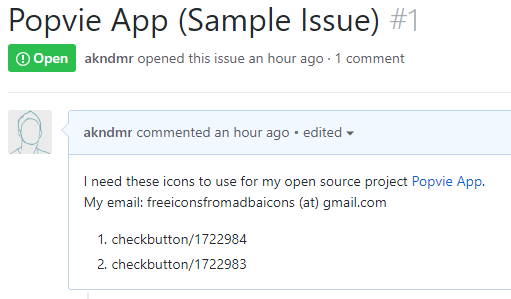 Popvie App (Sample Issue) #1
Open akndmr opened this issue an hour ago · 1 comment
akndmr commented an hour ago • edited
I need these icons to use for my open source project Popvie App.
My email: freeiconsfromadbaicons (at) gmail.com
1. checkbutton/1722984
2. checkbutton/1722983